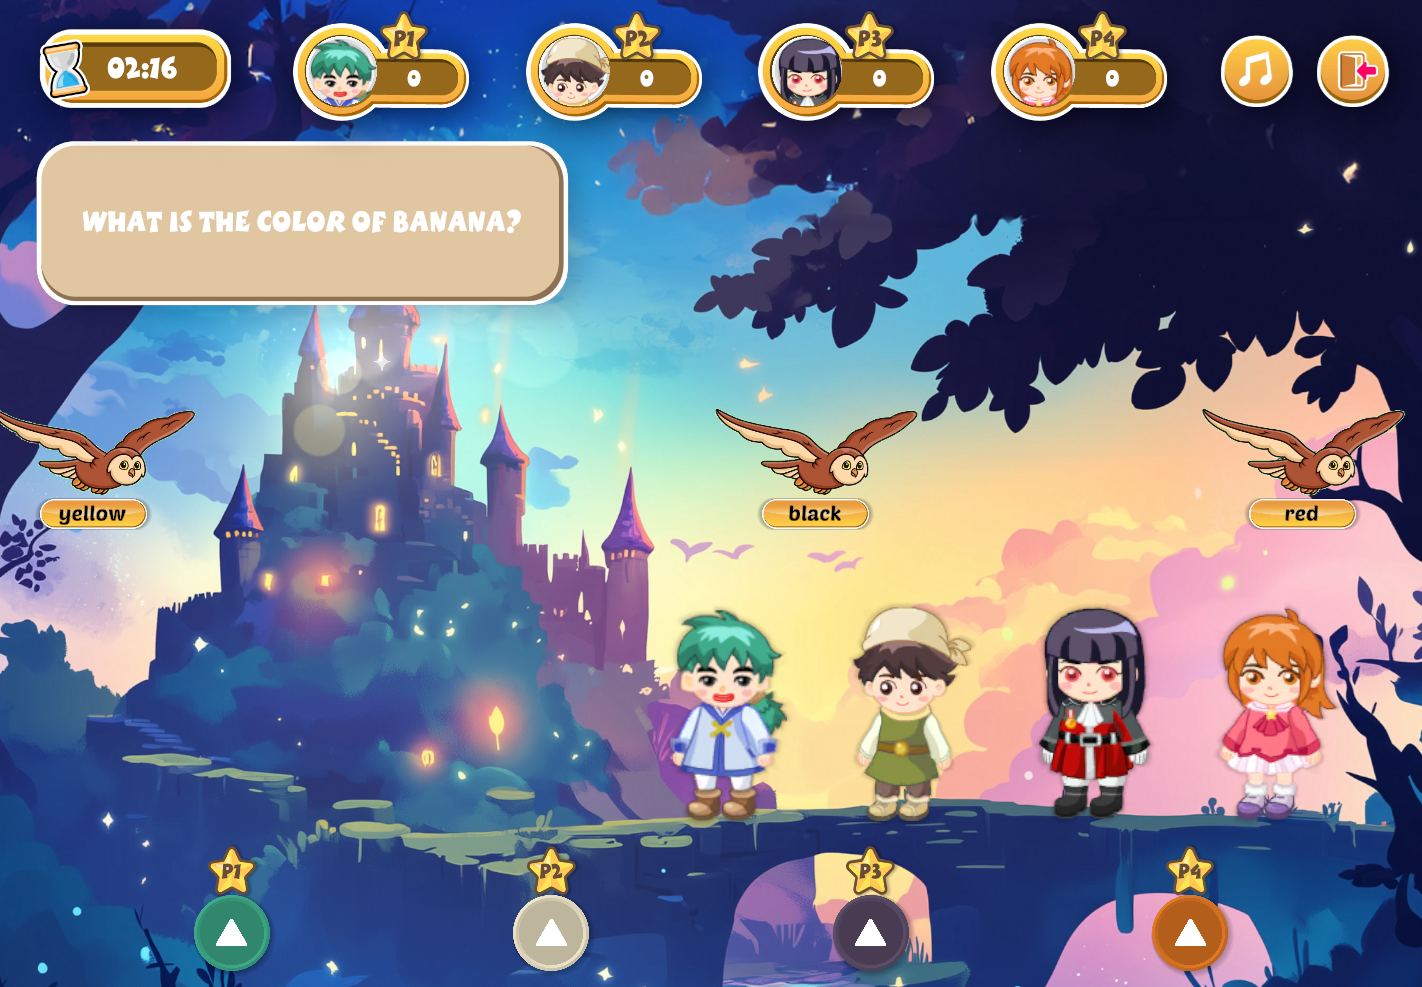 02:16
P1
0
P2
0
P3
0
P4
0
WHAT IS THE COLOR OF BANANA?
yellow
black
red
P1
P2
P3
P4